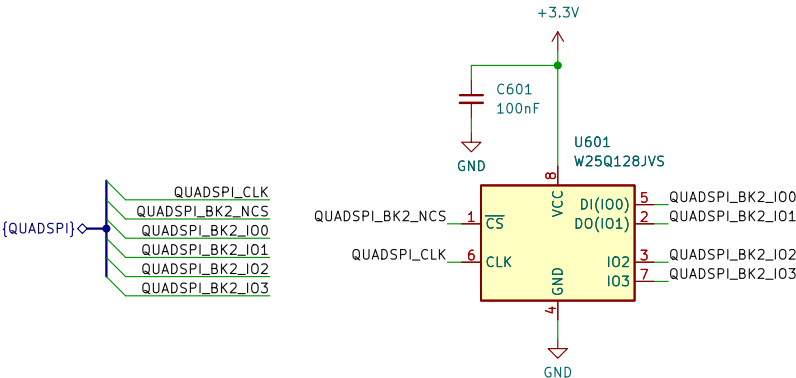 +3.3V
C601
100nF
GND
U601
W25Q128JVS
{QUADSPI}
QUADSPI_CLK
QUADSPI_BK2_NCS
QUADSPI_BK2_IO0
QUADSPI_BK2_IO1
QUADSPI_BK2_IO2
QUADSPI_BK2_IO3
QUADSPI_BK2_NCS 1 CS
QUADSPI_CLK 6 CLK
8
VCC
GND
4
DI(IO0) 5 QUADSPI_BK2_IO0
DO(IO1) 2 QUADSPI_BK2_IO1
IO2 3 QUADSPI_BK2_IO2
IO3 7 QUADSPI_BK2_IO3
GND